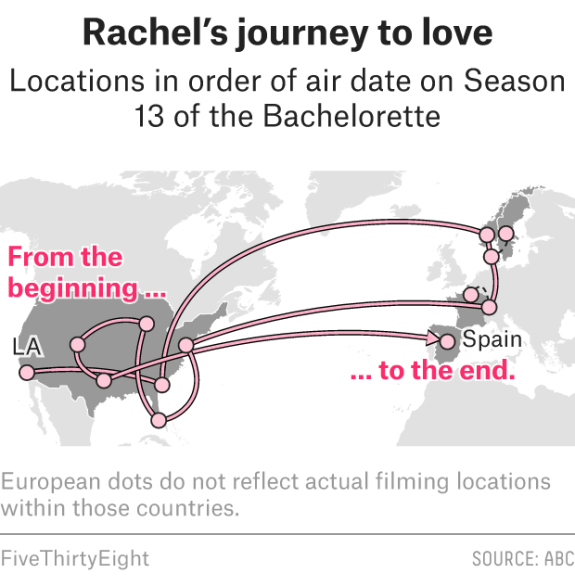 Rachel's journey to love
Locations in order of air date on Season
13 of the Bachelorette
From the
beginning ...
LA
Spain
... to the end.
European dots do not reflect actual filming locations
within those countries.
FiveThirtyEight
SOURCE: ABC